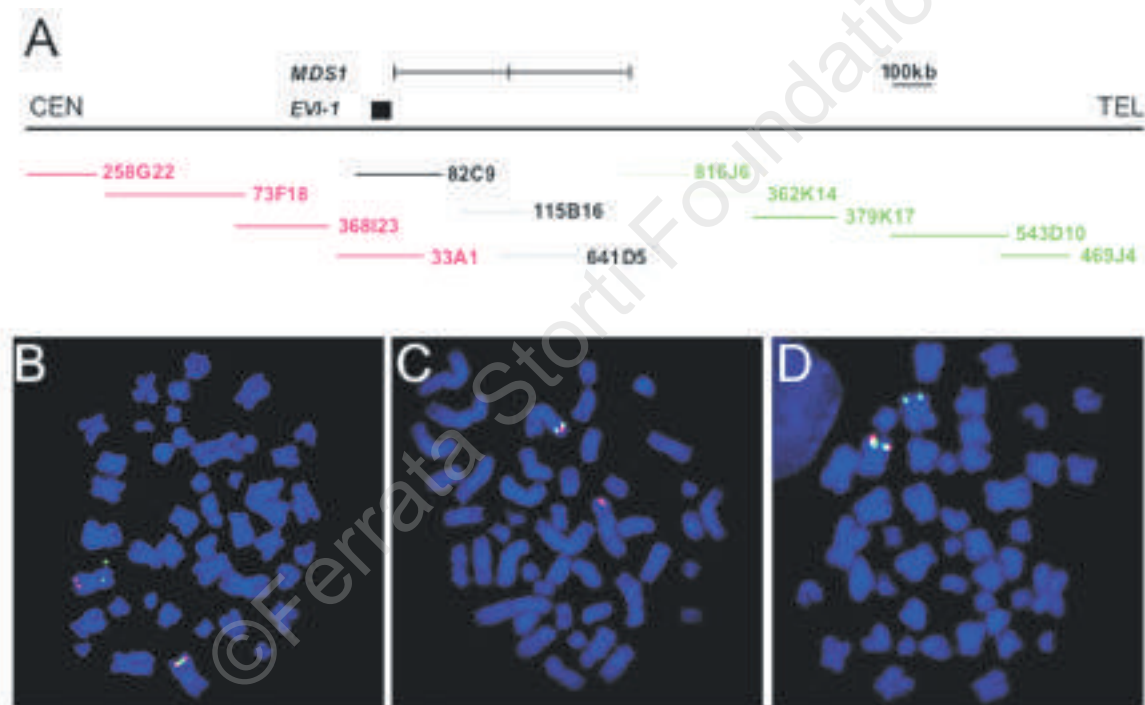 A
MDS1
100kb
CEN
EVI-1
TEL
258G22
82C9
816J6
73F18
362K14
115B16
379K17
368I23
543D10
33A1
641D5
469J4
B
C
D
©Ferrata Storti Foundation